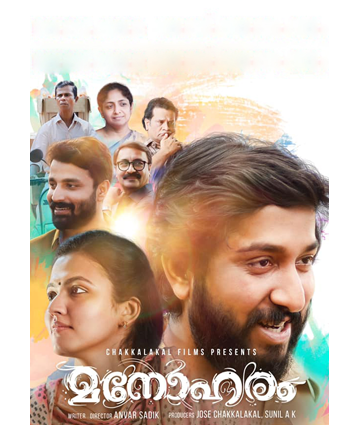 CHAKKALAKAL FILMS PRESENTS
മനോഹരം
WRITER, DIRECTOR ANVAR SADIK PRODUCERS JOSE CHAKKALAKAL, SUNIL A K